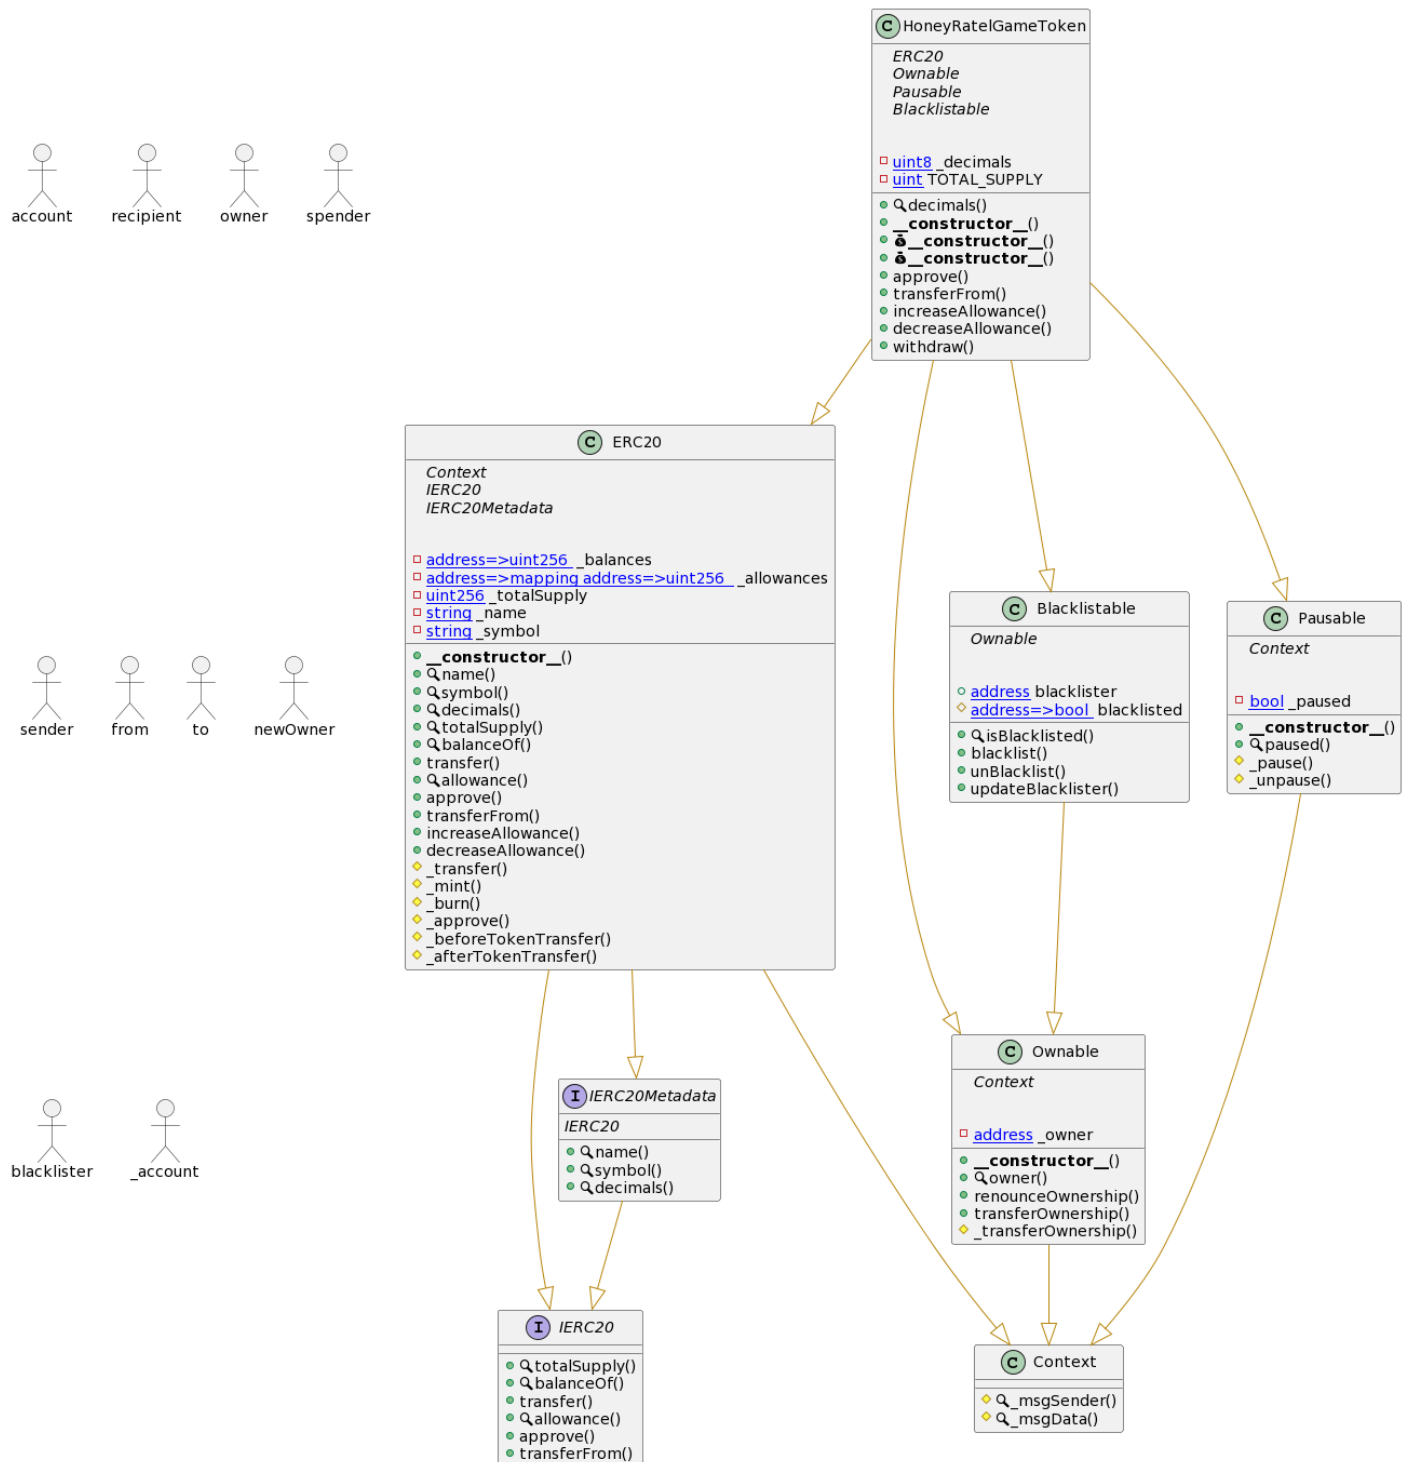 HoneyRatelGameToken
ERC20
Ownable
Pausable
Blacklistable
uint8 _decimals
uint TOTAL_SUPPLY
decimals()
__constructor__()
__constructor__()
__constructor__()
approve()
transferFrom()
increaseAllowance()
decreaseAllowance()
withdraw()
account
recipient
owner
spender
ERC20
Context
IERC20
IERC20Metadata
address=>uint256 _balances
address=>mapping address=>uint256 _allowances
uint256 _totalSupply
string _name
string _symbol
__constructor__()
name()
symbol()
decimals()
totalSupply()
balanceOf()
transfer()
allowance()
approve()
transferFrom()
increaseAllowance()
decreaseAllowance()
_transfer()
_mint()
_burn()
_approve()
_beforeTokenTransfer()
_afterTokenTransfer()
Blacklistable
Ownable
address blacklister
address=>bool blacklisted
isBlacklisted()
blacklist()
unBlacklist()
updateBlacklister()
Pausable
Context
bool _paused
__constructor__()
paused()
_pause()
_unpause()
sender
from
to
newOwner
IERC20Metadata
IERC20
name()
symbol()
decimals()
Ownable
Context
address _owner
__constructor__()
owner()
renounceOwnership()
transferOwnership()
_transferOwnership()
blacklister
_account
IERC20
totalSupply()
balanceOf()
transfer()
allowance()
approve()
transferFrom()
Context
_msgSender()
_msgData()